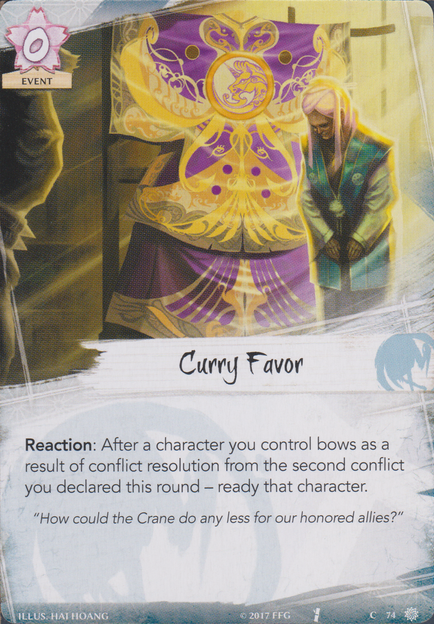 0
EVENT
Curry Favor
Reaction: After a character you control bows as a
result of conflict resolution from the second conflict
you declared this round – ready that character.
“How could the Crane do any less for our honored allies?”
ILLUS. HAI HOANG © 2017 FFG C 74